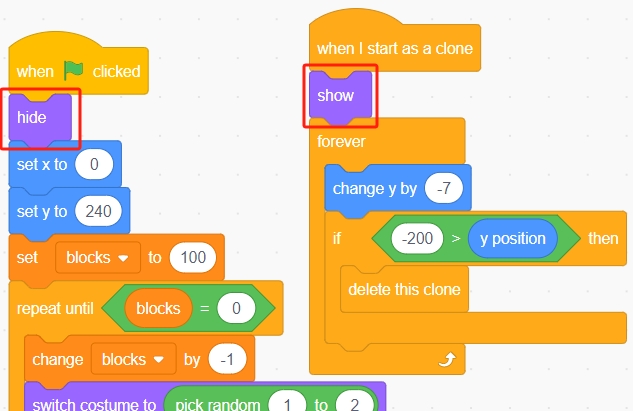 when clicked
hide
set x to 0
set y to 240
set blocks to 100
repeat until blocks = 0
change blocks by -1
switch costume to pick random 1 to 2
when I start as a clone
show
forever
change y by -7
if -200 > y position then
delete this clone